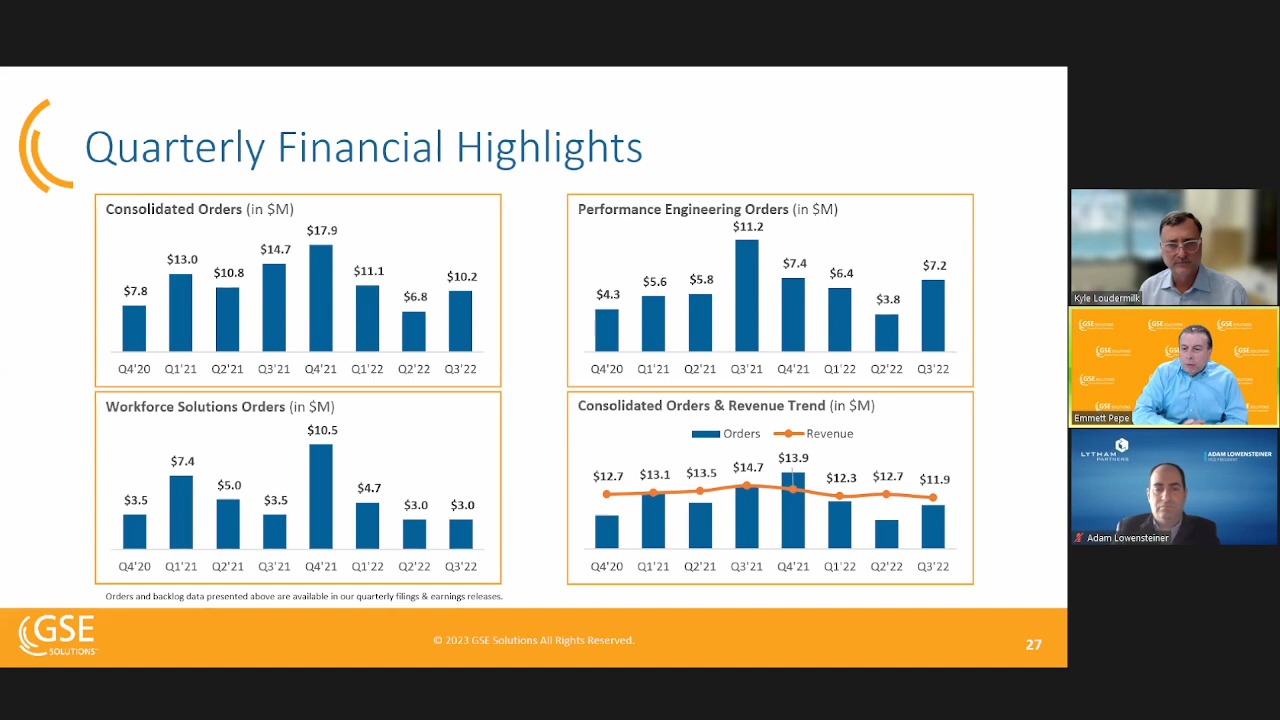 Quarterly Financial Highlights
Consolidated Orders (in $M)
$7.8 $13.0 $10.8 $14.7 $17.9 $11.1 $6.8 $10.2
Q4'20 Q1'21 Q2'21 Q3'21 Q4'21 Q1'22 Q2'22 Q3'22
Performance Engineering Orders (in $M)
$4.3 $5.6 $5.8 $11.2 $7.4 $6.4 $3.8 $7.2
Q4'20 Q1'21 Q2'21 Q3'21 Q4'21 Q1'22 Q2'22 Q3'22
Workforce Solutions Orders (in $M)
$3.5 $7.4 $5.0 $3.5 $10.5 $4.7 $3.0 $3.0
Q4'20 Q1'21 Q2'21 Q3'21 Q4'21 Q1'22 Q2'22 Q3'22
Consolidated Orders & Revenue Trend (in $M)
Orders Revenue
$12.7 $13.1 $13.5 $14.7 $13.9 $12.3 $12.7 $11.9
Q4'20 Q1'21 Q2'21 Q3'21 Q4'21 Q1'22 Q2'22 Q3'22
Orders and backlog data presented above are available in our quarterly filings & earnings releases.
GSE
SOLUTIONS™
© 2023 GSE Solutions All Rights Reserved.
27
Kyle Loudermilk
GSE SOLUTIONS
Emmett Pepe
LYTHAM
PARTNERS
ADAM LOWENSTEINER
VICE PRESIDENT
Adam Lowensteiner